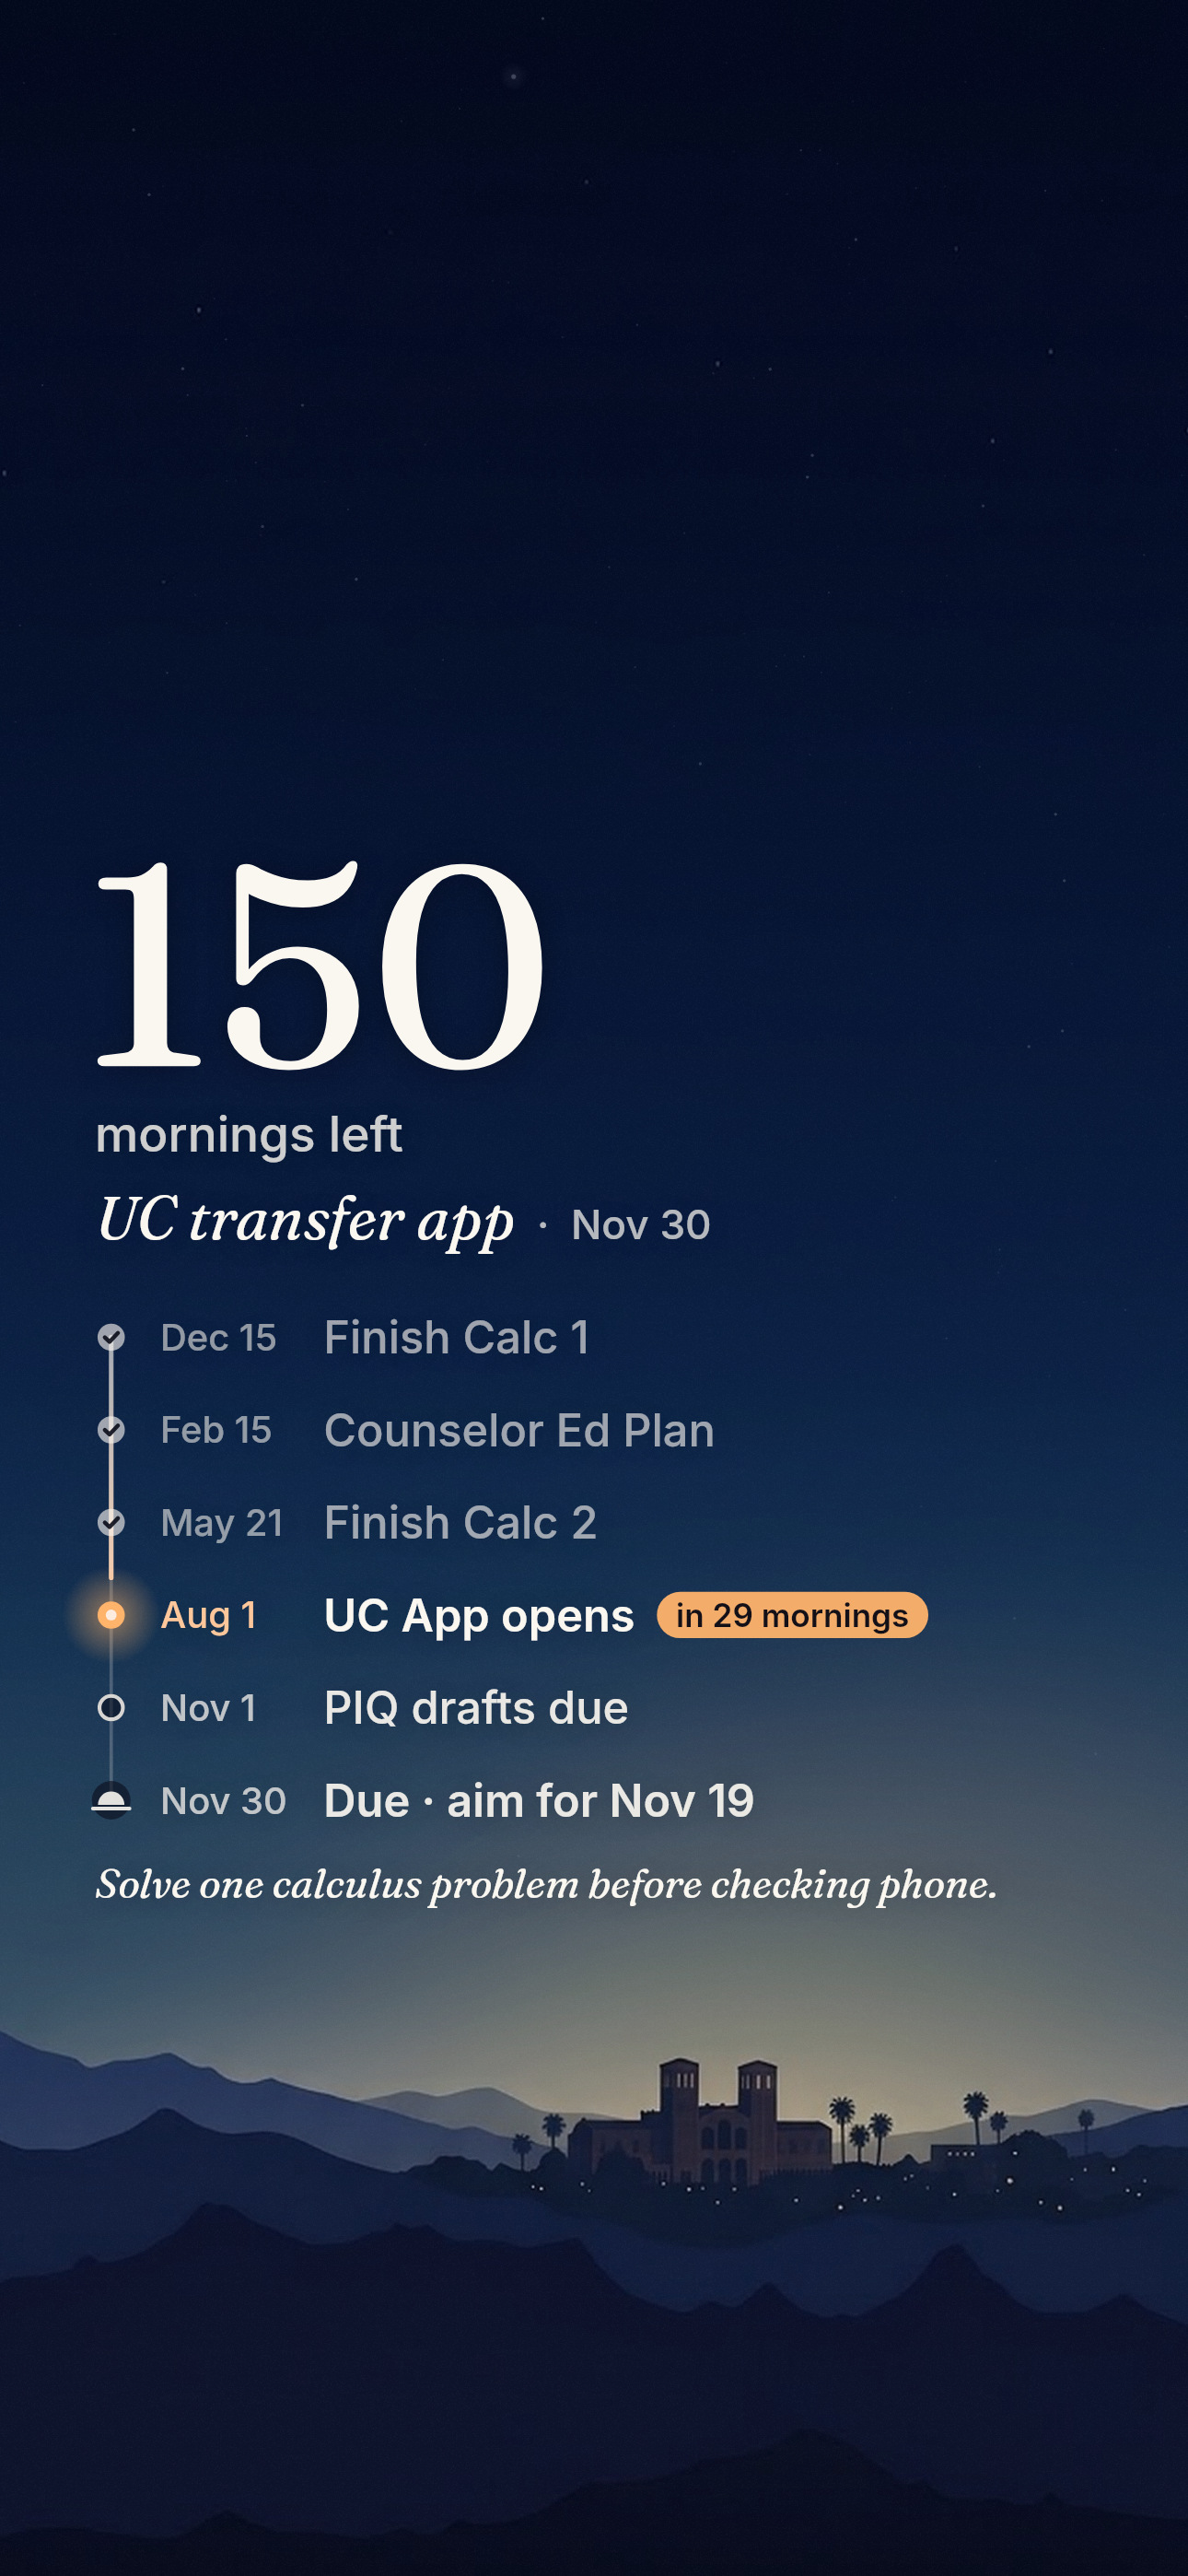 150
mornings left
UC transfer app · Nov 30
Dec 15 Finish Calc 1
Feb 15 Counselor Ed Plan
May 21 Finish Calc 2
Aug 1 UC App opens in 29 mornings
Nov 1 PIQ drafts due
Nov 30 Due · aim for Nov 19
Solve one calculus problem before checking phone.